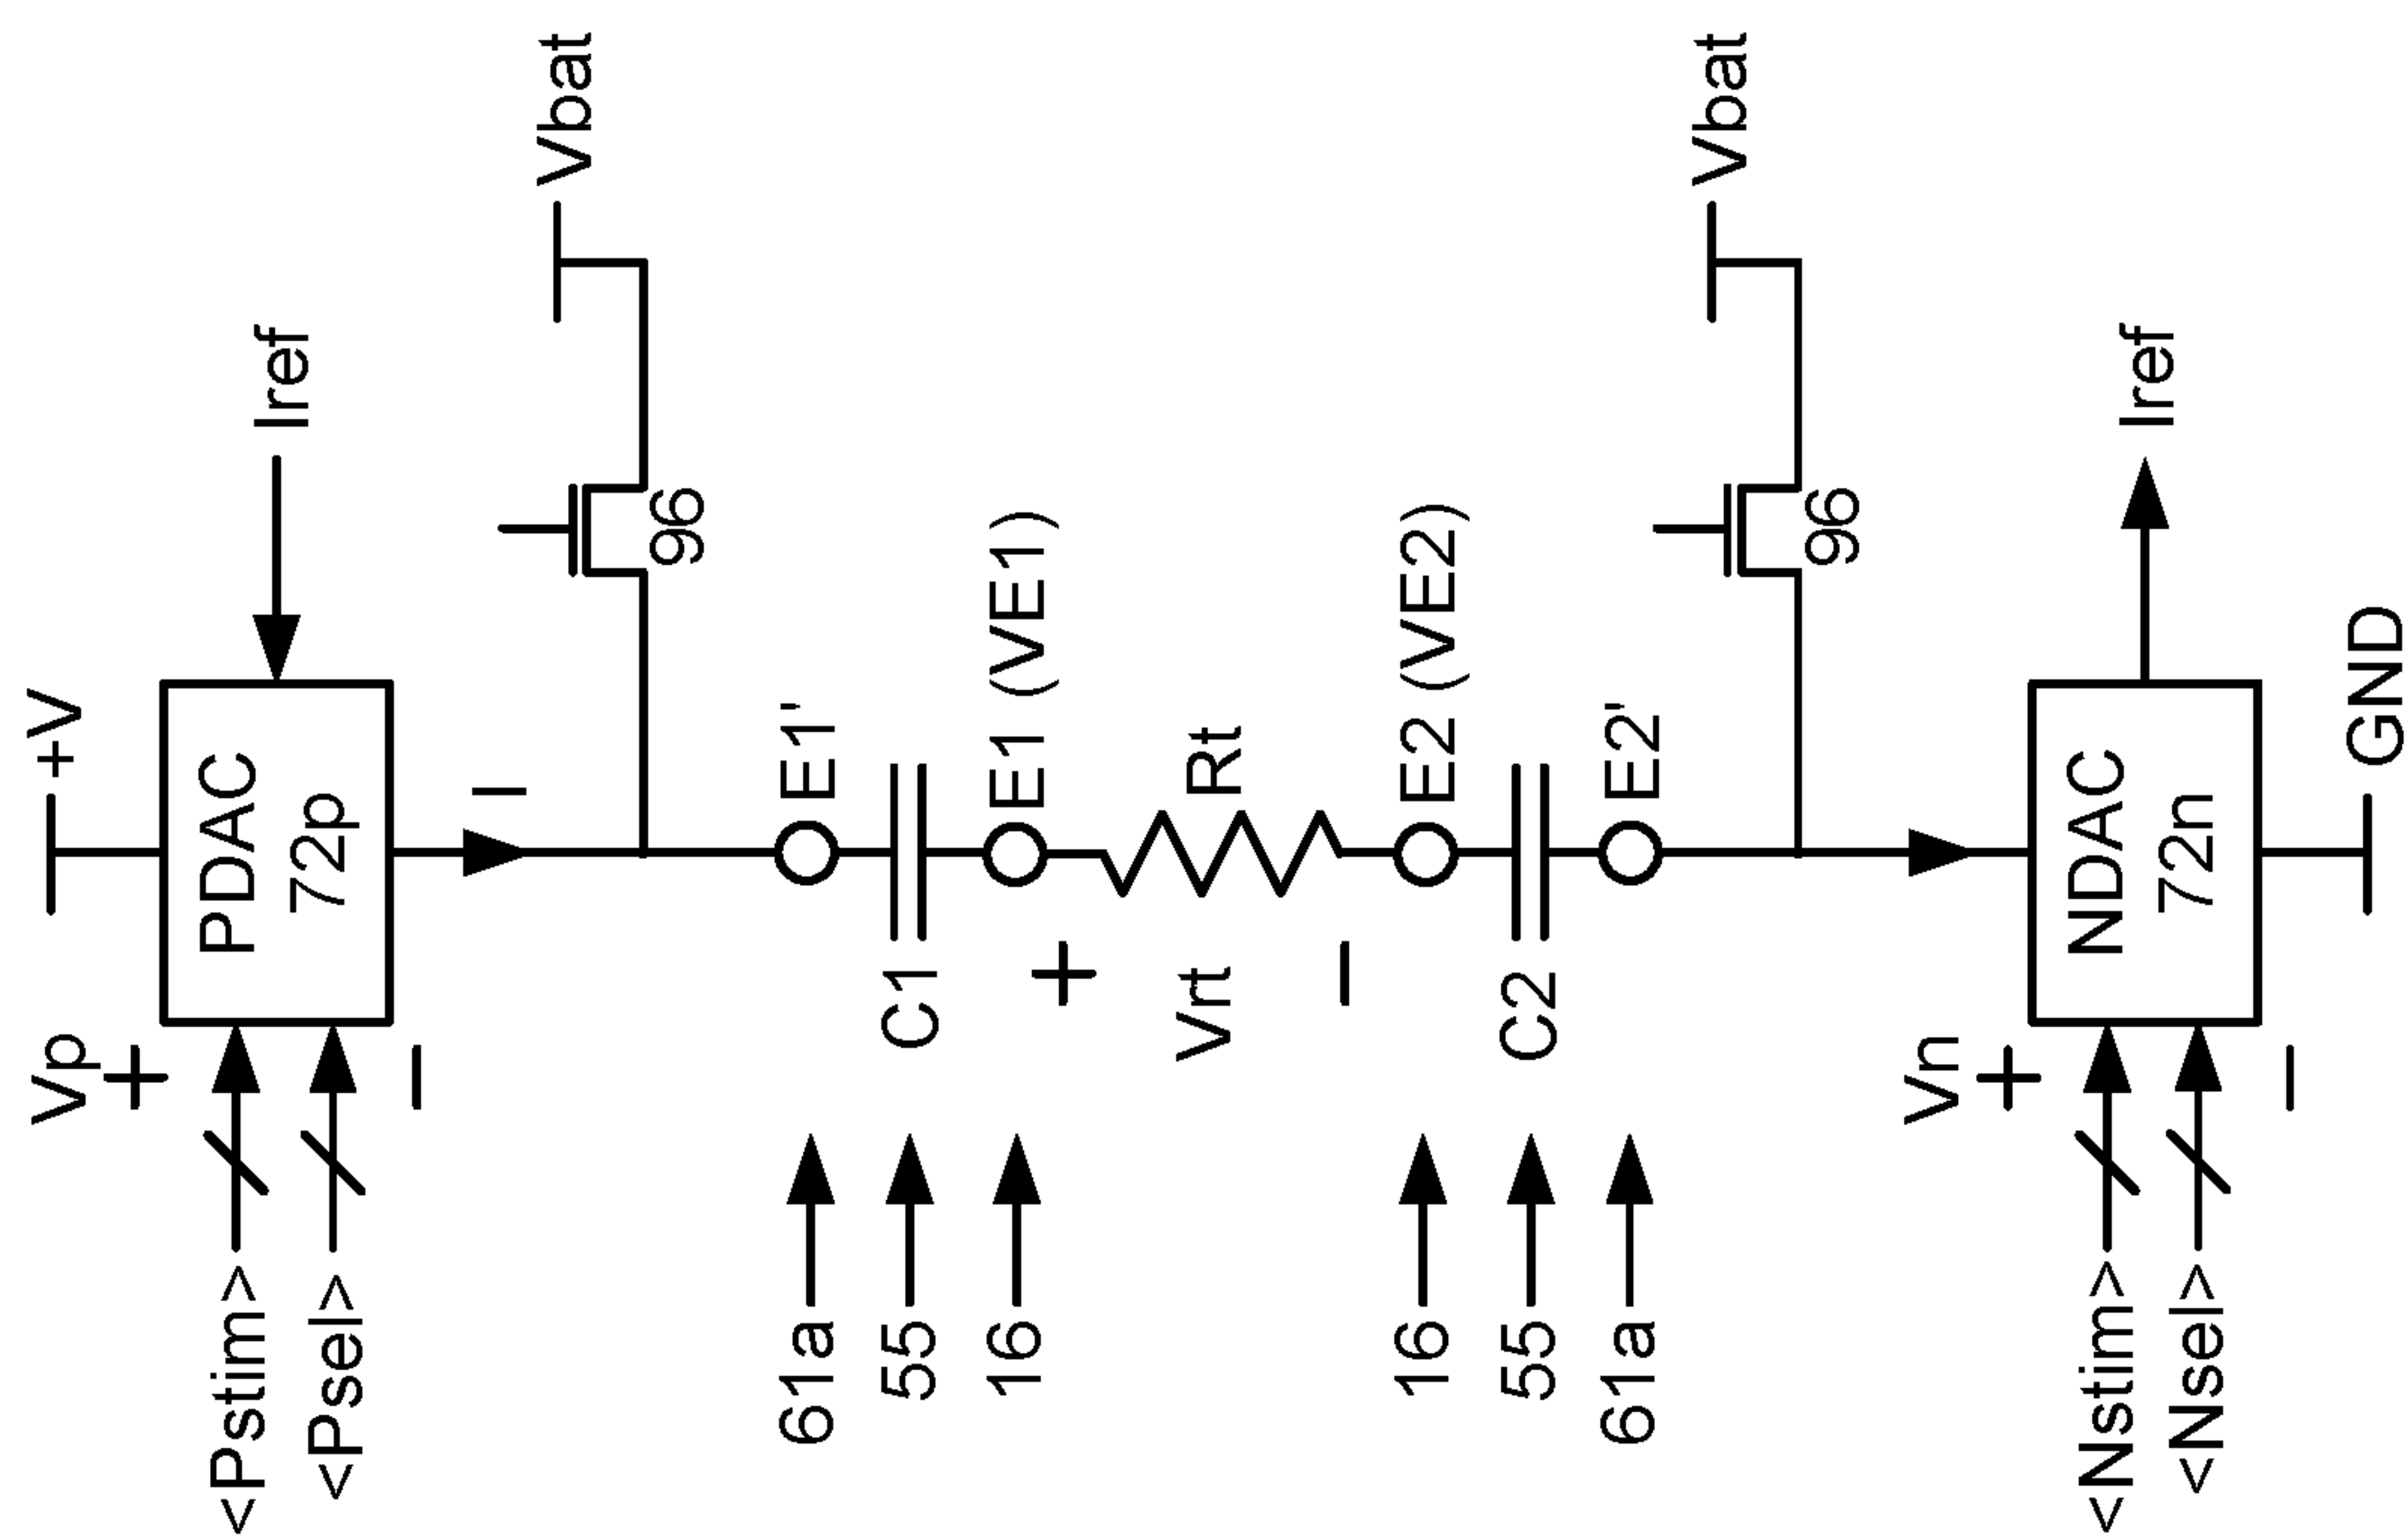 Vp
+V
+
<Pstim>
PDAC
Iref
<Psel>
72p
−
I
Vbat
96
61a
E1'
55
C1
16
E1 (VE1)
+
Vrt
Rt
−
16
E2 (VE2)
55
C2
61a
E2'
Vbat
96
Vn
+
<Nstim>
NDAC
Iref
<Nsel>
72n
−
GND